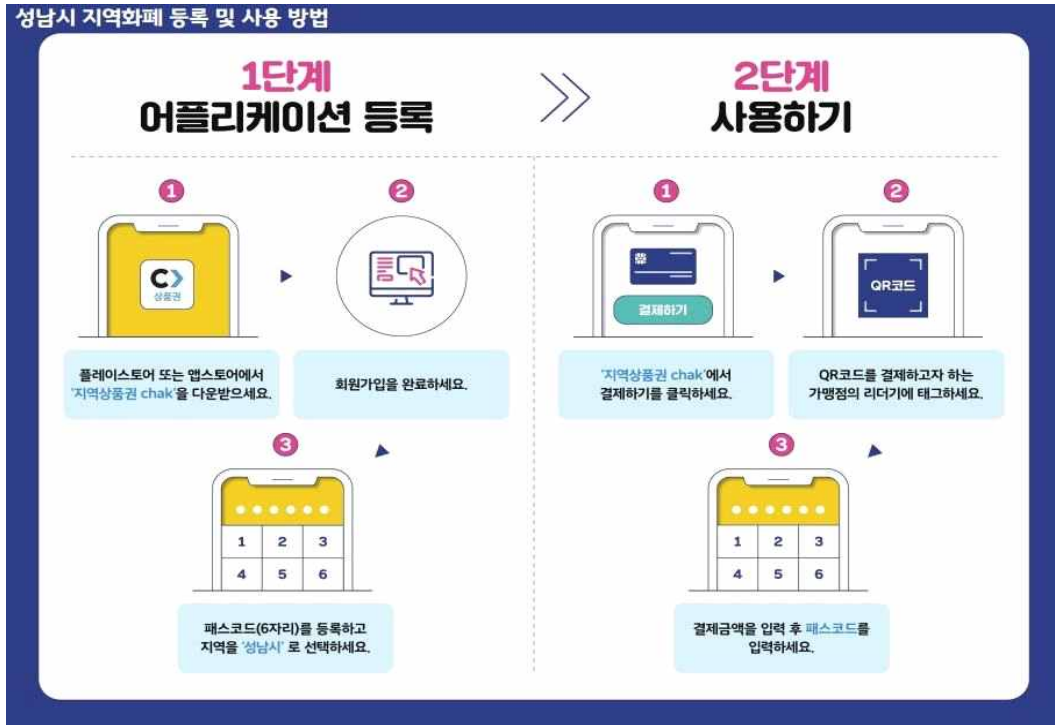 성남시 지역화폐 등록 및 사용 방법
1단계
어플리케이션 등록
1
C
상품권
플레이스토어 또는 앱스토어에서
'지역상품권 chak'을 다운받으세요.
2
회원가입을 완료하세요.
3
1 2 3
4 5 6
패스코드(6자리)를 등록하고
지역을 '성남시' 로 선택하세요.
2단계
사용하기
1
결제하기
'지역상품권 chak'에서
결제하기를 클릭하세요.
2
QR코드
QR코드를 결제하고자 하는
가맹점의 리더기에 태그하세요.
3
1 2 3
4 5 6
결제금액을 입력 후 패스코드를
입력하세요.